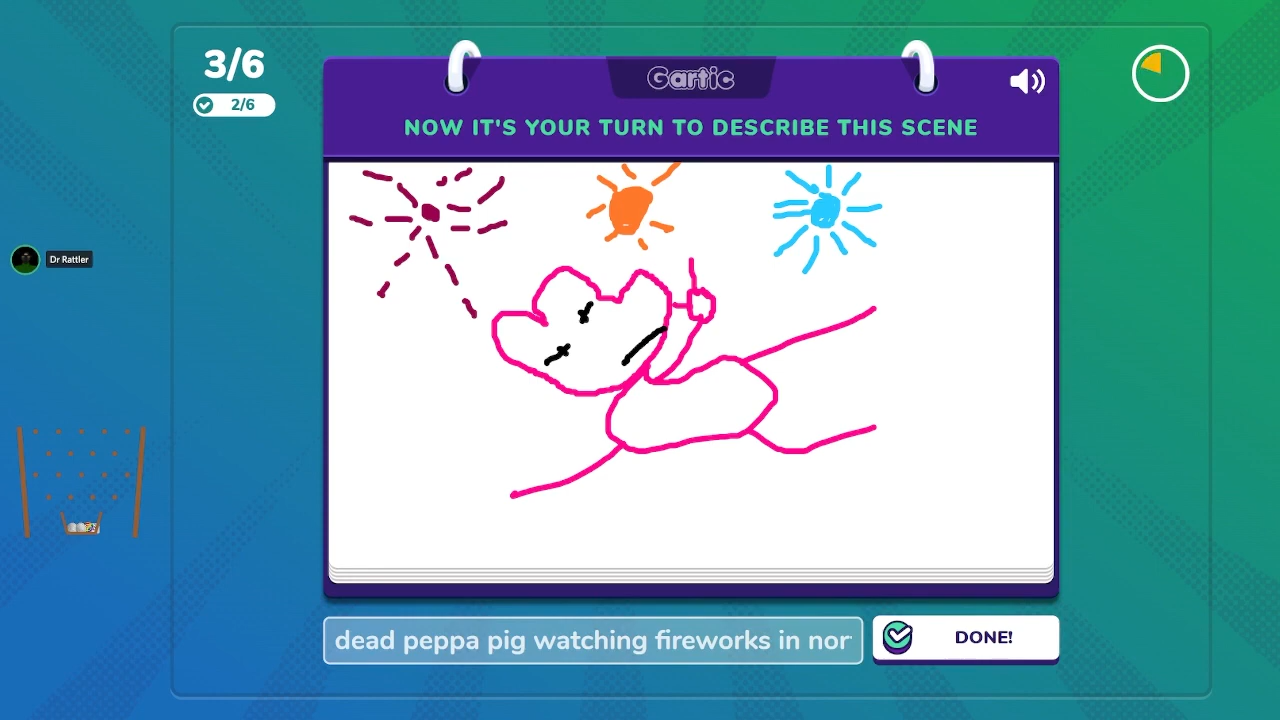 3/6
2/6
Gartic
NOW IT'S YOUR TURN TO DESCRIBE THIS SCENE
Dr Rattler
dead peppa pig watching fireworks in nor
DONE!